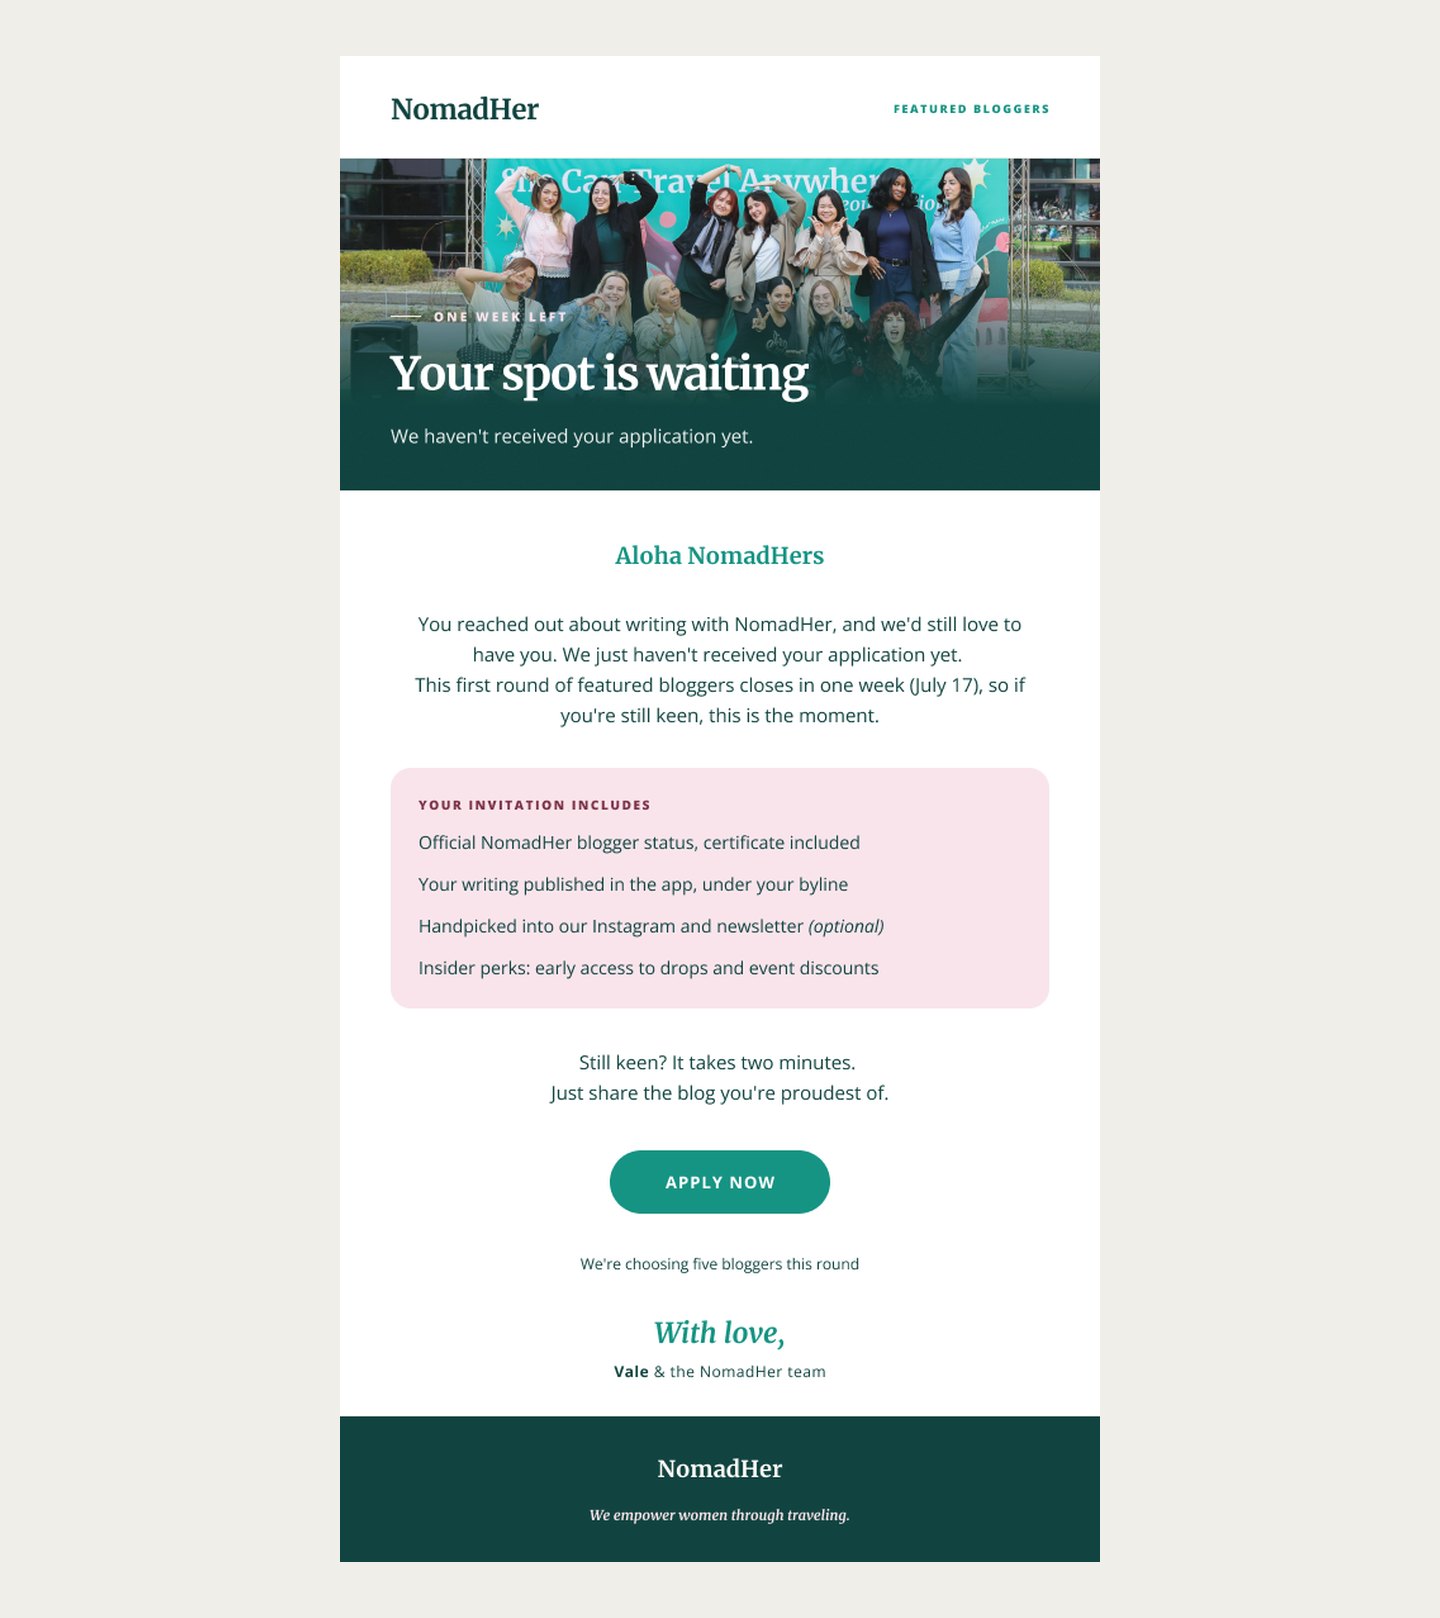 NomadHer
FEATURED BLOGGERS
She Can Travel Anywhere
ONE WEEK LEFT
Your spot is waiting
We haven't received your application yet.
Aloha NomadHers
You reached out about writing with NomadHer, and we'd still love to
have you. We just haven't received your application yet.
This first round of featured bloggers closes in one week (July 17), so if
you're still keen, this is the moment.
YOUR INVITATION INCLUDES
Official NomadHer blogger status, certificate included
Your writing published in the app, under your byline
Handpicked into our Instagram and newsletter (optional)
Insider perks: early access to drops and event discounts
Still keen? It takes two minutes.
Just share the blog you're proudest of.
APPLY NOW
We're choosing five bloggers this round
With love,
Vale & the NomadHer team
NomadHer
We empower women through traveling.